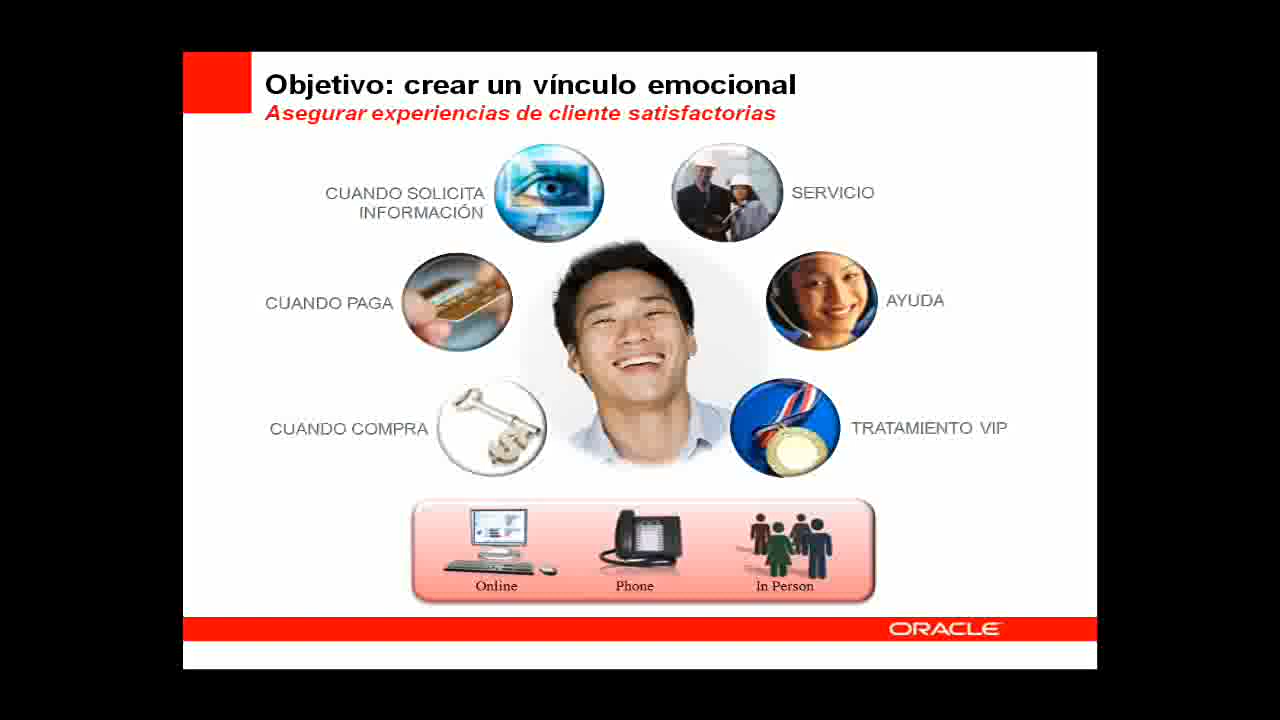 Objetivo: crear un vínculo emocional
Asegurar experiencias de cliente satisfactorias
CUANDO SOLICITA
INFORMACIÓN
SERVICIO
CUANDO PAGA
AYUDA
CUANDO COMPRA
TRATAMIENTO VIP
Online
Phone
In Person
ORACLE